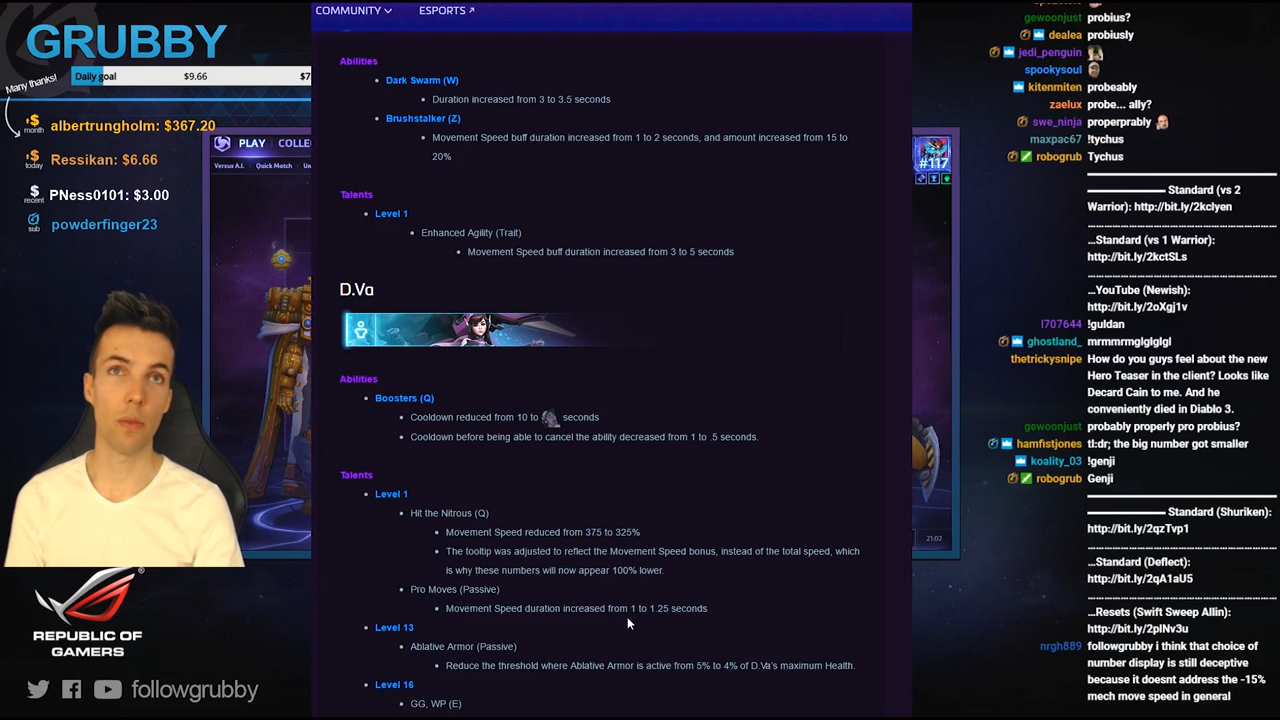 GRUBBY
Many thanks!
Daily goal
$9.66
$7
$
month
albertrungholm: $367.20
$
today
Ressikan: $6.66
$
recent
PNess0101: $3.00
sub
powderfinger23
REPUBLIC OF
GAMERS
followgrubby
PLAY
COLLE
Versus A.I.
Quick Match
COMMUNITY
ESPORTS
Abilities
Dark Swarm (W)
Duration increased from 3 to 3.5 seconds
Brushstalker (Z)
Movement Speed buff duration increased from 1 to 2 seconds, and amount increased from 15 to
20%
Talents
Level 1
Enhanced Agility (Trait)
Movement Speed buff duration increased from 3 to 5 seconds
D.Va
Abilities
Boosters (Q)
Cooldown reduced from 10 to seconds
Cooldown before being able to cancel the ability decreased from 1 to .5 seconds.
Talents
Level 1
Hit the Nitrous (Q)
Movement Speed reduced from 375 to 325%
The tooltip was adjusted to reflect the Movement Speed bonus, instead of the total speed, which
is why these numbers will now appear 100% lower.
Pro Moves (Passive)
Movement Speed duration increased from 1 to 1.25 seconds
Level 13
Ablative Armor (Passive)
Reduce the threshold where Ablative Armor is active from 5% to 4% of D.Va's maximum Health.
Level 16
GG, WP (E)
#117
21:02
gewoonjust probius?
dealea probiusly
jedi_penguin
spookysoul
kitenmiten probeably
zaelux probe... ally?
swe_ninja properprably
maxpac67 !tychus
robogrub Tychus
Standard (vs 2
Warrior): http://bit.ly/2kclyen
...Standard (vs 1 Warrior):
http://bit.ly/2kctSLs
...YouTube (Newish):
http://bit.ly/2oXgj1v
l707644 !guldan
ghostland_ mrmrmrmglglglgl
thetrickysnipe How do you guys feel about the new
Hero Teaser in the client? Looks like
Decard Cain to me. And he
conveniently died in Diablo 3.
gewoonjust probably properly pro probius?
hamfistjones tl:dr; the big number got smaller
koality_03 !genji
robogrub Genji
Standard (Shuriken):
http://bit.ly/2qzTvp1
...Standard (Deflect):
http://bit.ly/2qA1aU5
...Resets (Swift Sweep Allin):
http://bit.ly/2plNv3u
nrgh889 followgrubby i think that choice of
number display is still deceptive
because it doesnt address the -15%
mech move speed in general